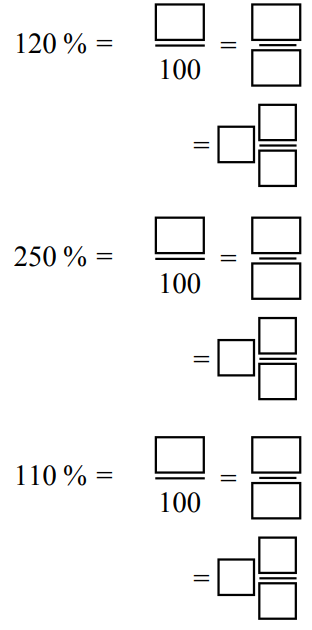 120 % = □/100 = □/□
= □ □/□
250 % = □/100 = □/□
= □ □/□
110 % = □/100 = □/□
= □ □/□